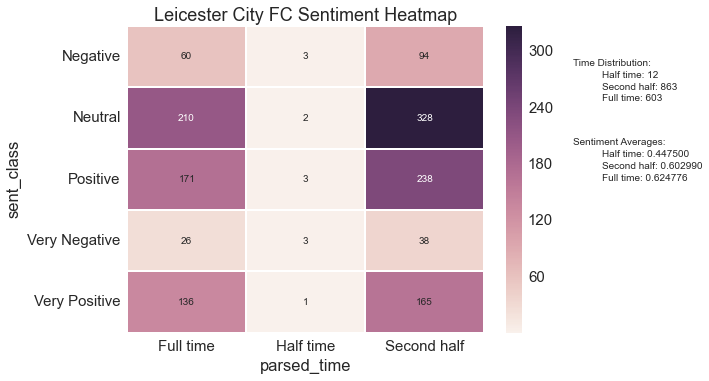 Leicester City FC Sentiment Heatmap
sent_class
Negative 60 3 94
Neutral 210 2 328
Positive 171 3 238
Very Negative 26 3 38
Very Positive 136 1 165
Full time Half time Second half
parsed_time
300
240
180
120
60
Time Distribution:
Half time: 12
Second half: 863
Full time: 603
Sentiment Averages:
Half time: 0.447500
Second half: 0.602990
Full time: 0.624776